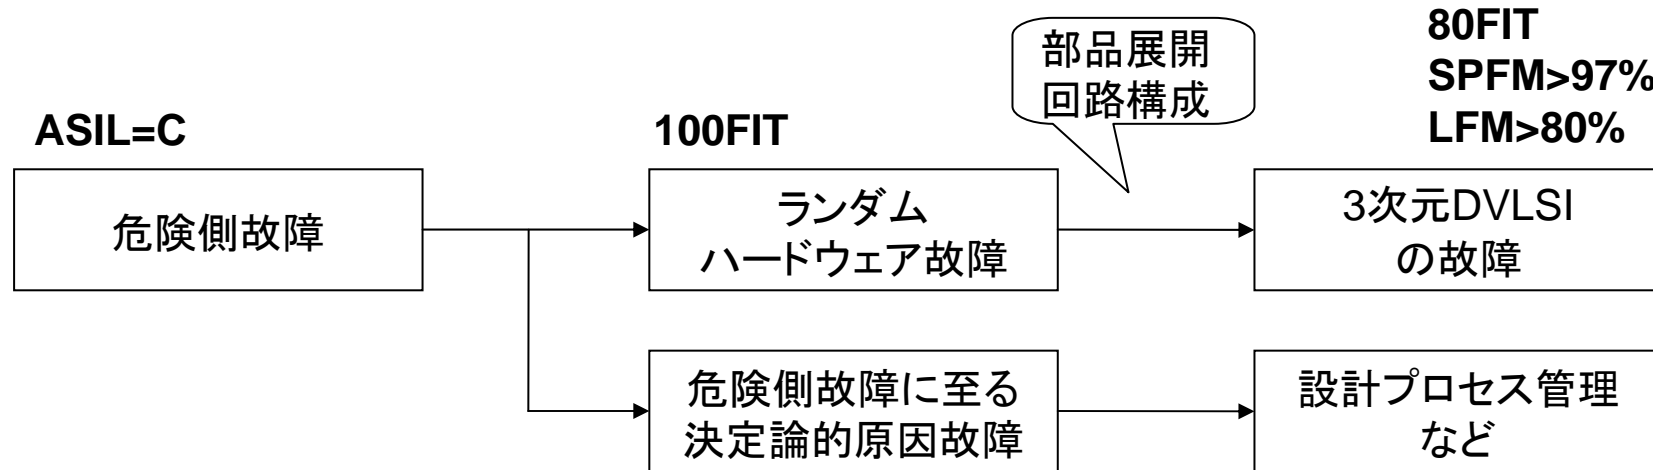 80FIT
SPFM>97%
LFM>80%
部品展開
回路構成
ASIL=C
100FIT
危険側故障
ランダム
ハードウェア故障
3次元DVLSI
の故障
危険側故障に至る
決定論的原因故障
設計プロセス管理
など